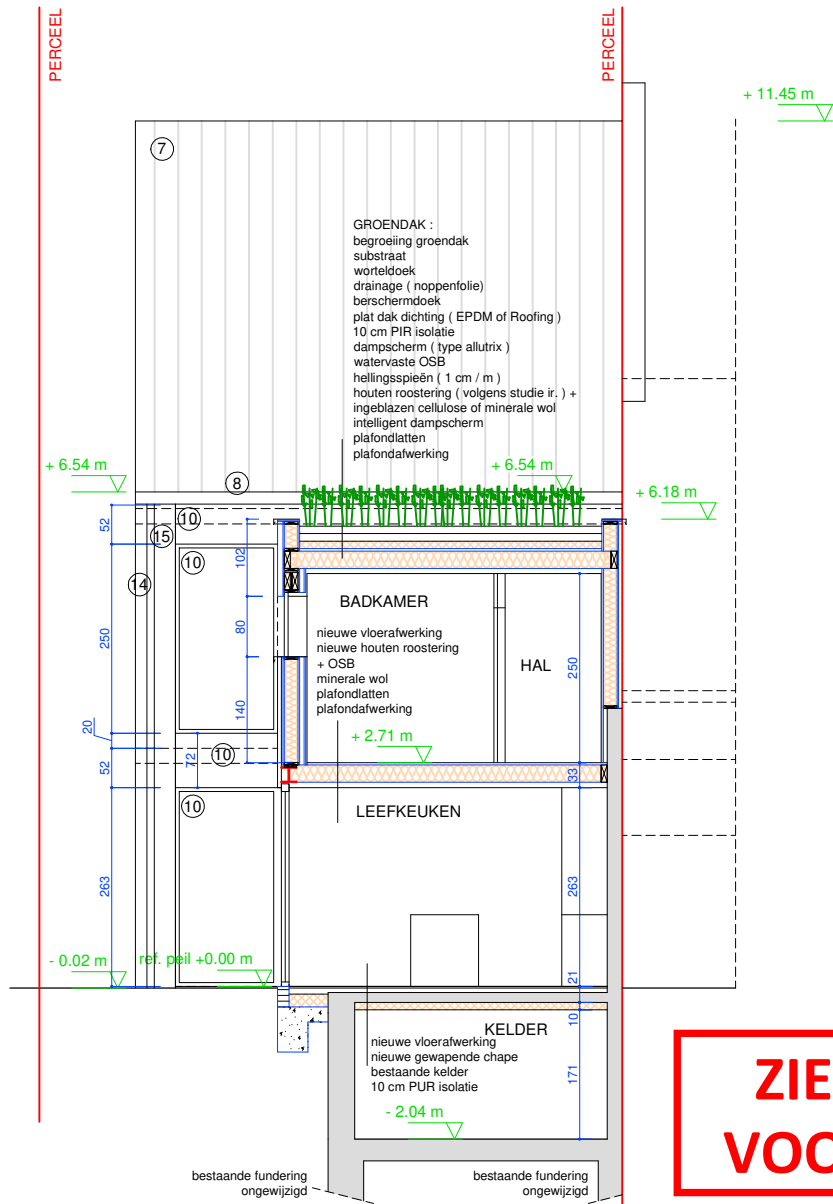 PERCEEL
PERCEEL
+ 11.45 m
7
GROENDAK :
begroeiing groendak
substraat
worteldoek
drainage ( noppenfolie)
berschermdoek
plat dak dichting ( EPDM of Roofing )
10 cm PIR isolatie
dampscherm ( type allutrix )
watervaste OSB
hellingsspieën ( 1 cm / m )
houten roostering ( volgens studie ir. ) +
ingeblazen cellulose of minerale wol
intelligent dampscherm
plafondlatten
plafondafwerking
+ 6.54 m
8
+ 6.54 m
+ 6.18 m
52
10
15
10
102
14
BADKAMER
80
250
nieuwe vloerafwerking
nieuwe houten roostering
+ OSB
minerale wol
plafondlatten
plafondafwerking
HAL
250
140
20
+ 2.71 m
52
72
10
33
10
LEEFKEUKEN
263
263
- 0.02 m
ref. peil +0.00 m
21
10
KELDER
nieuwe vloerafwerking
nieuwe gewapende chape
bestaande kelder
10 cm PUR isolatie
171
- 2.04 m
ZIE
VOO
bestaande fundering
ongewijzigd
bestaande fundering
ongewijzigd